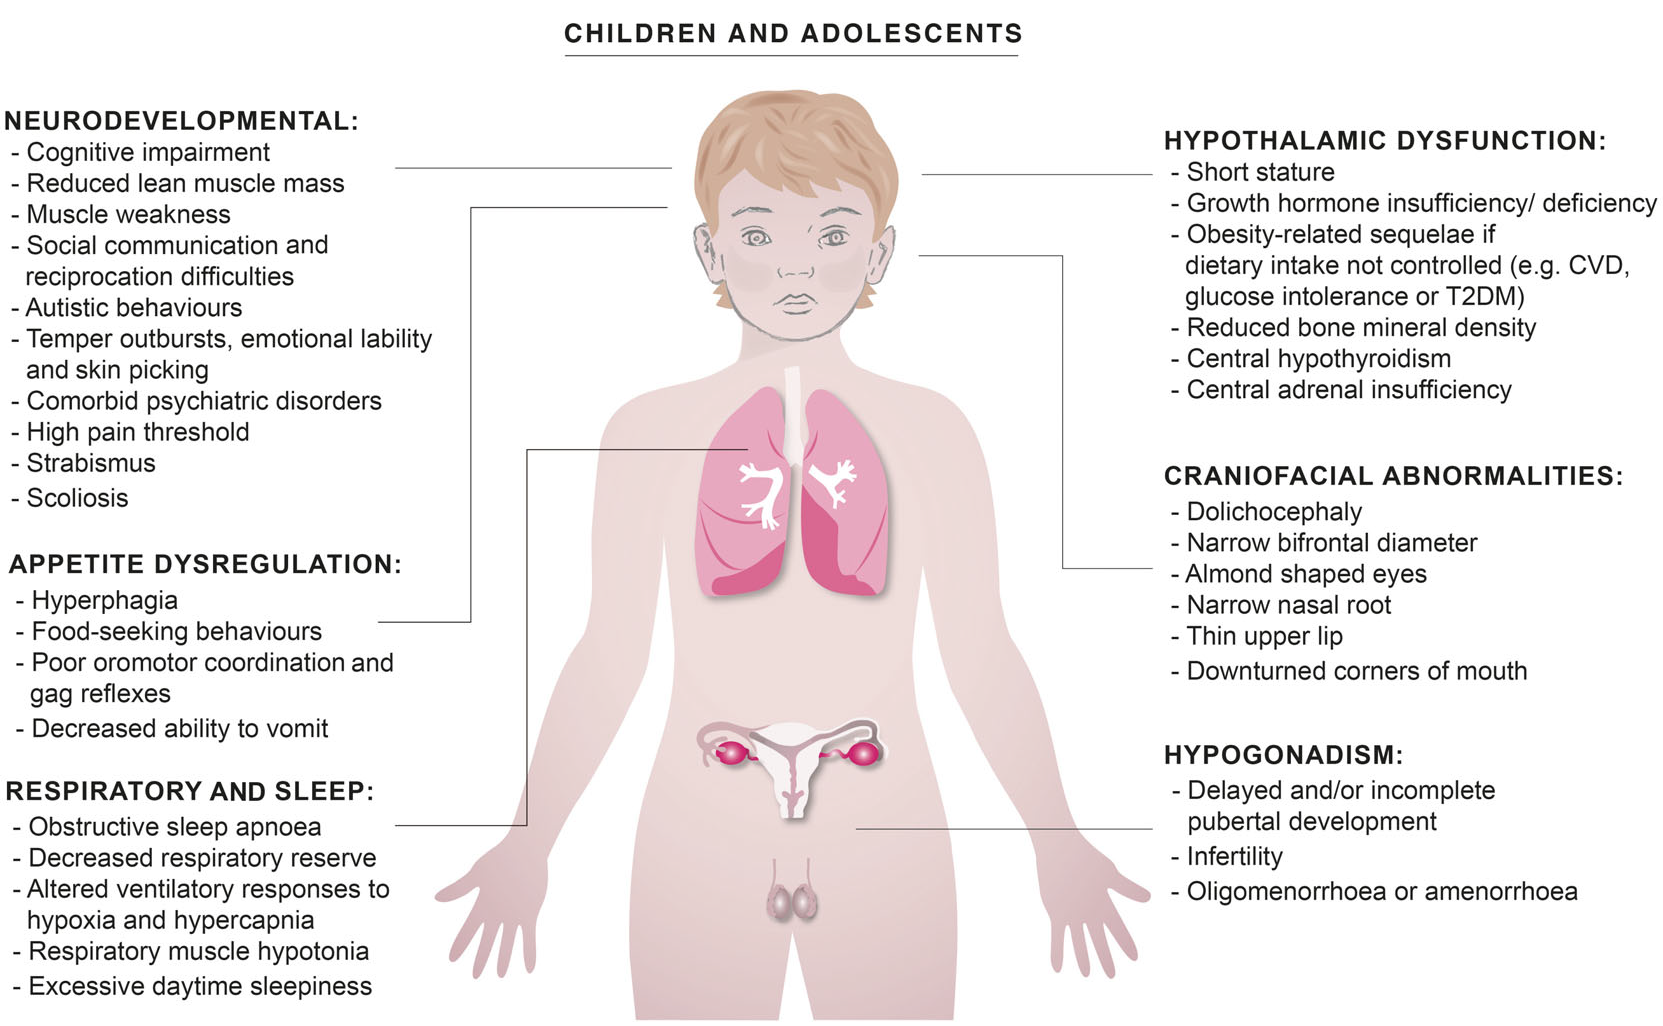 CHILDREN AND ADOLESCENTS
NEURODEVELOPMENTAL:
- Cognitive impairment
- Reduced lean muscle mass
- Muscle weakness
- Social communication and
reciprocation difficulties
- Autistic behaviours
- Temper outbursts, emotional lability
and skin picking
- Comorbid psychiatric disorders
- High pain threshold
- Strabismus
- Scoliosis
APPETITE DYSREGULATION:
- Hyperphagia
- Food-seeking behaviours
- Poor oromotor coordination and
gag reflexes
- Decreased ability to vomit
RESPIRATORY AND SLEEP:
- Obstructive sleep apnoea
- Decreased respiratory reserve
- Altered ventilatory responses to
hypoxia and hypercapnia
- Respiratory muscle hypotonia
- Excessive daytime sleepiness
HYPOTHALAMIC DYSFUNCTION:
- Short stature
- Growth hormone insufficiency/ deficiency
- Obesity-related sequelae if
dietary intake not controlled (e.g. CVD,
glucose intolerance or T2DM)
- Reduced bone mineral density
- Central hypothyroidism
- Central adrenal insufficiency
CRANIOFACIAL ABNORMALITIES:
- Dolichocephaly
- Narrow bifrontal diameter
- Almond shaped eyes
- Narrow nasal root
- Thin upper lip
- Downturned corners of mouth
HYPOGONADISM:
- Delayed and/or incomplete
pubertal development
- Infertility
- Oligomenorrhoea or amenorrhoea